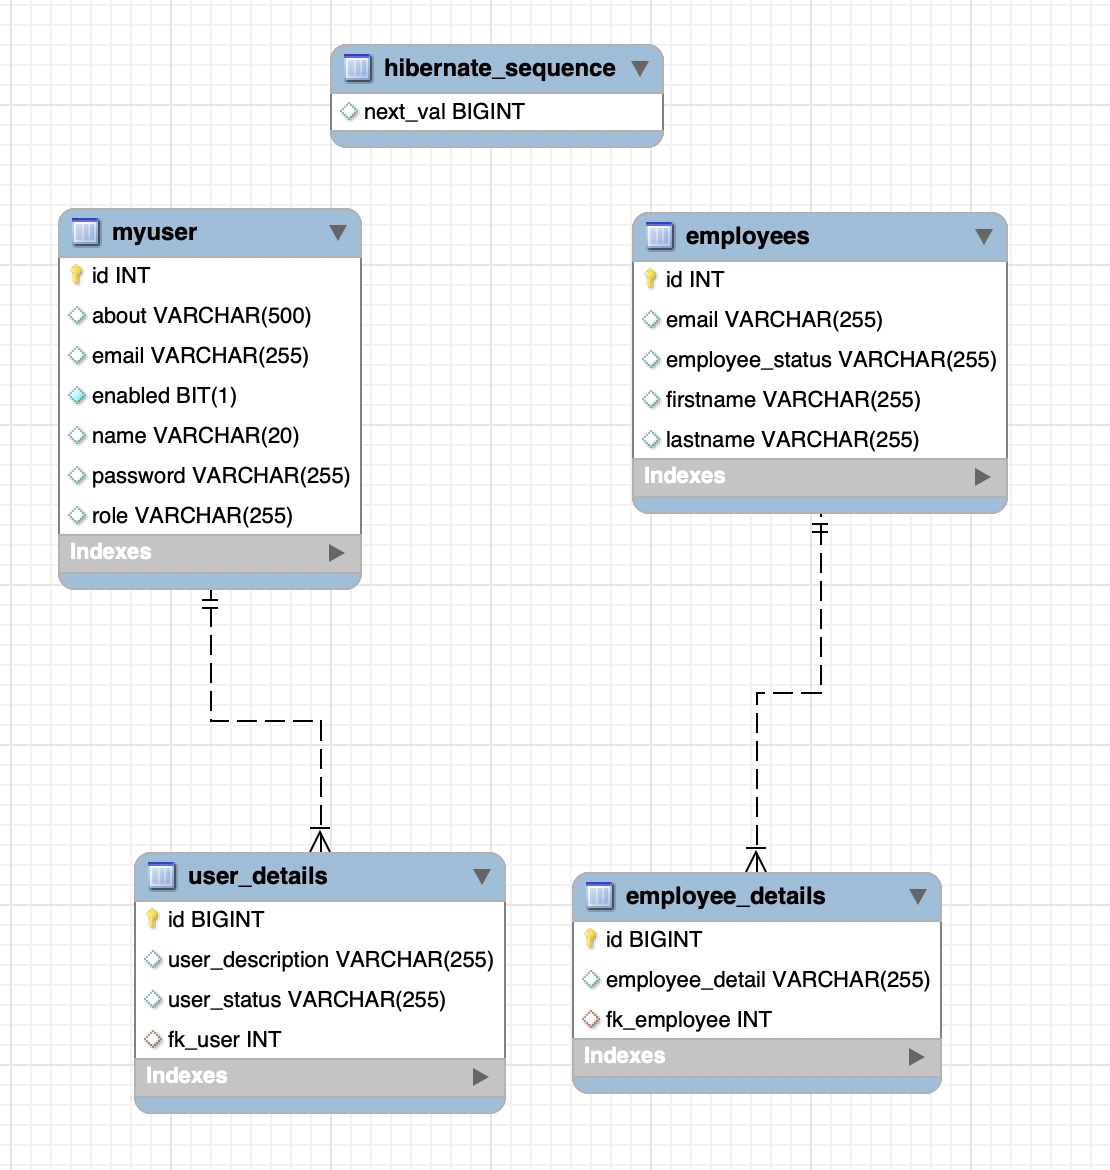 hibernate_sequence
next_val BIGINT
myuser
id INT
about VARCHAR(500)
email VARCHAR(255)
enabled BIT(1)
name VARCHAR(20)
password VARCHAR(255)
role VARCHAR(255)
Indexes
employees
id INT
email VARCHAR(255)
employee_status VARCHAR(255)
firstname VARCHAR(255)
lastname VARCHAR(255)
Indexes
user_details
id BIGINT
user_description VARCHAR(255)
user_status VARCHAR(255)
fk_user INT
Indexes
employee_details
id BIGINT
employee_detail VARCHAR(255)
fk_employee INT
Indexes